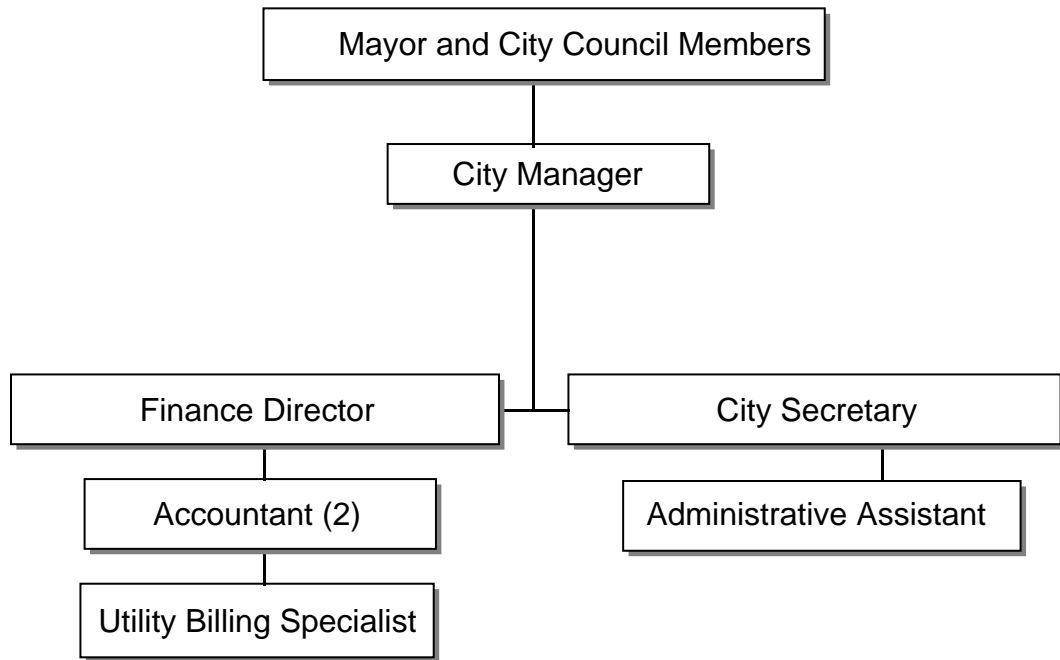 Mayor and City Council Members
City Manager
Finance Director
City Secretary
Accountant (2)
Administrative Assistant
Utility Billing Specialist